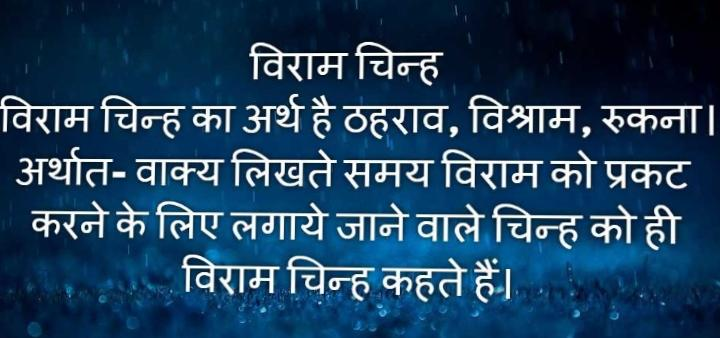 विराम चिन्ह
विराम चिन्ह का अर्थ है ठहराव, विश्राम, रुकना।
अर्थात- वाक्य लिखते समय विराम को प्रकट
करने के लिए लगाये जाने वाले चिन्ह को ही
विराम चिन्ह कहते हैं।